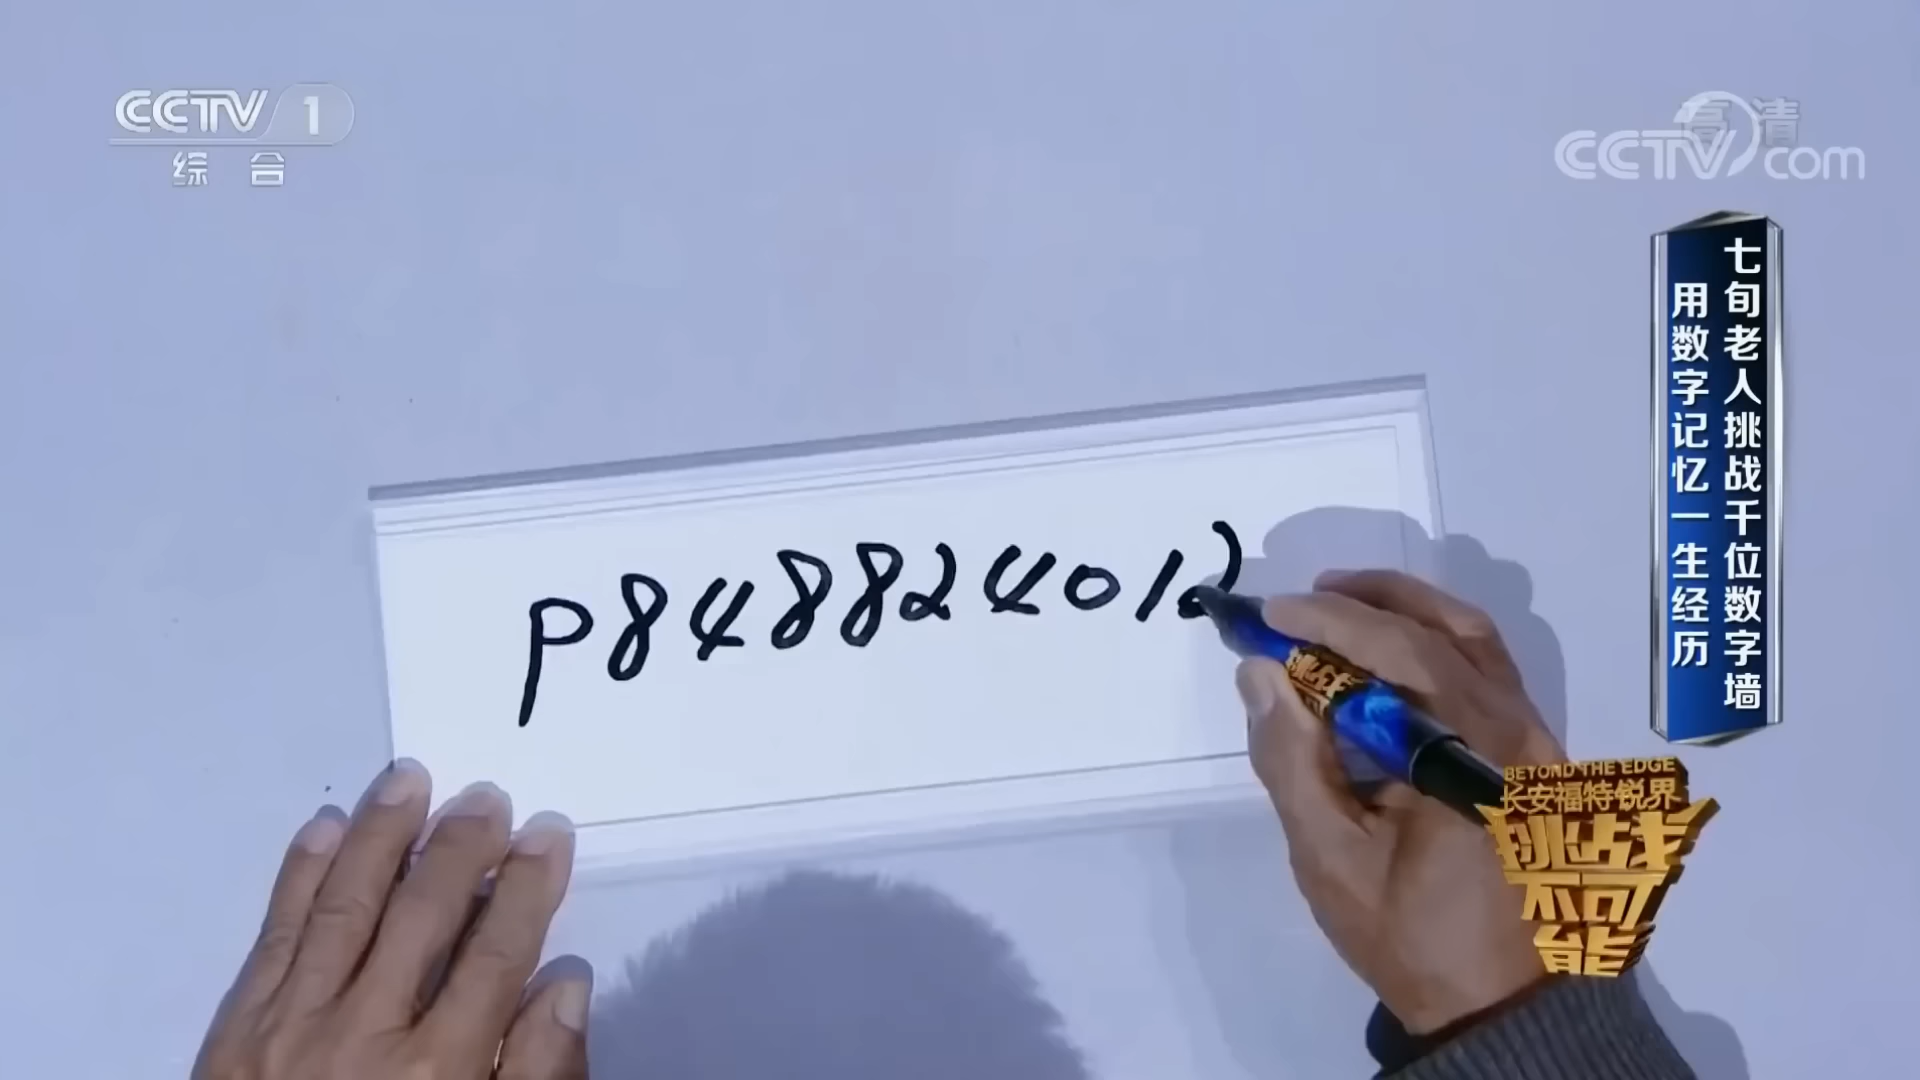 CCTV 1
综合
高清
CCTV.com
七旬老人挑战千位数字墙
用数字记忆一生经历
P848824012
BEYOND THE EDGE
长安福特锐界
挑战
不可
能